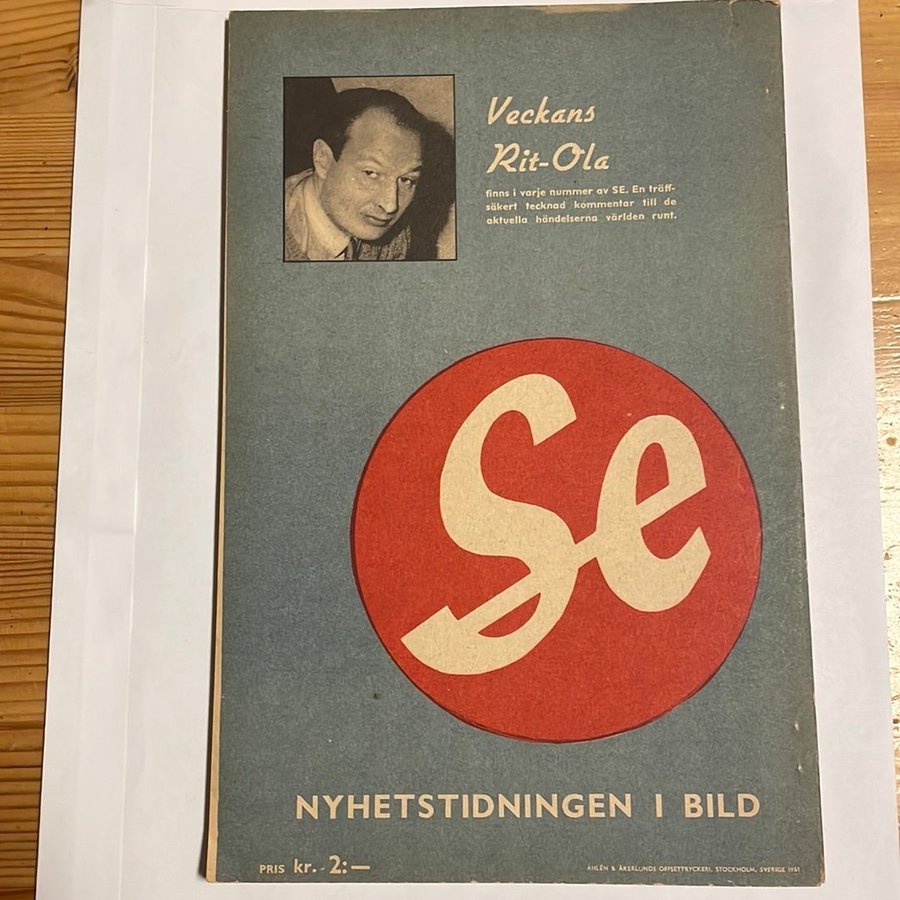 Veckans
Rit-Ola
finns i varje nummer av SE. En träff-
säkert tecknad kommentar till de
aktuella händelserna världen runt.
Se
NYHETSTIDNINGEN I BILD
PRIS kr. 2:—
ÅHLÉN & ÅKERLUNDS OFFSETTRYCKERI, STOCKHOLM, SVERIGE 1951